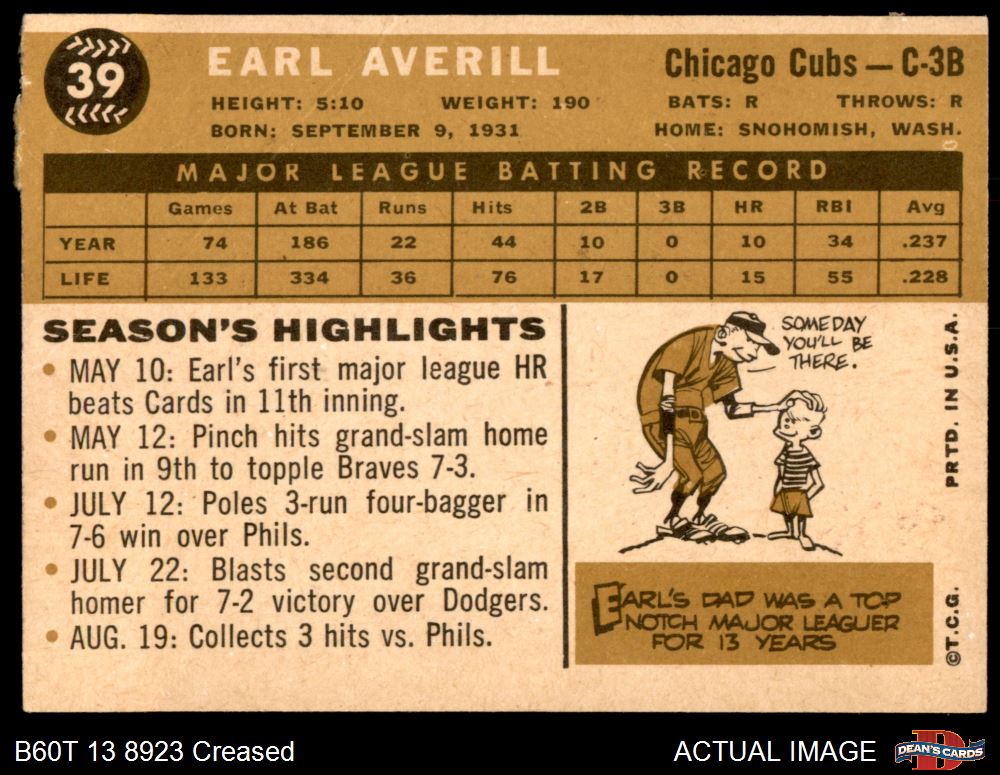 39
EARL AVERILL
Chicago Cubs — C-3B
HEIGHT: 5:10 WEIGHT: 190 BATS: R THROWS: R
BORN: SEPTEMBER 9, 1931 HOME: SNOHOMISH, WASH.
MAJOR LEAGUE BATTING RECORD
Games At Bat Runs Hits 2B 3B HR RBI Avg
YEAR 74 186 22 44 10 0 10 34 .237
LIFE 133 334 36 76 17 0 15 55 .228
SEASON'S HIGHLIGHTS
• MAY 10: Earl's first major league HR
beats Cards in 11th inning.
• MAY 12: Pinch hits grand-slam home
run in 9th to topple Braves 7-3.
• JULY 12: Poles 3-run four-bagger in
7-6 win over Phils.
• JULY 22: Blasts second grand-slam
homer for 7-2 victory over Dodgers.
• AUG. 19: Collects 3 hits vs. Phils.
SOMEDAY
YOU'LL BE
THERE.
EARL'S DAD WAS A TOP
NOTCH MAJOR LEAGUER
FOR 13 YEARS
PRTD. IN U.S.A.
©T.C.G.
B60T 13 8923 Creased
ACTUAL IMAGE
D
DEAN'S CARDS